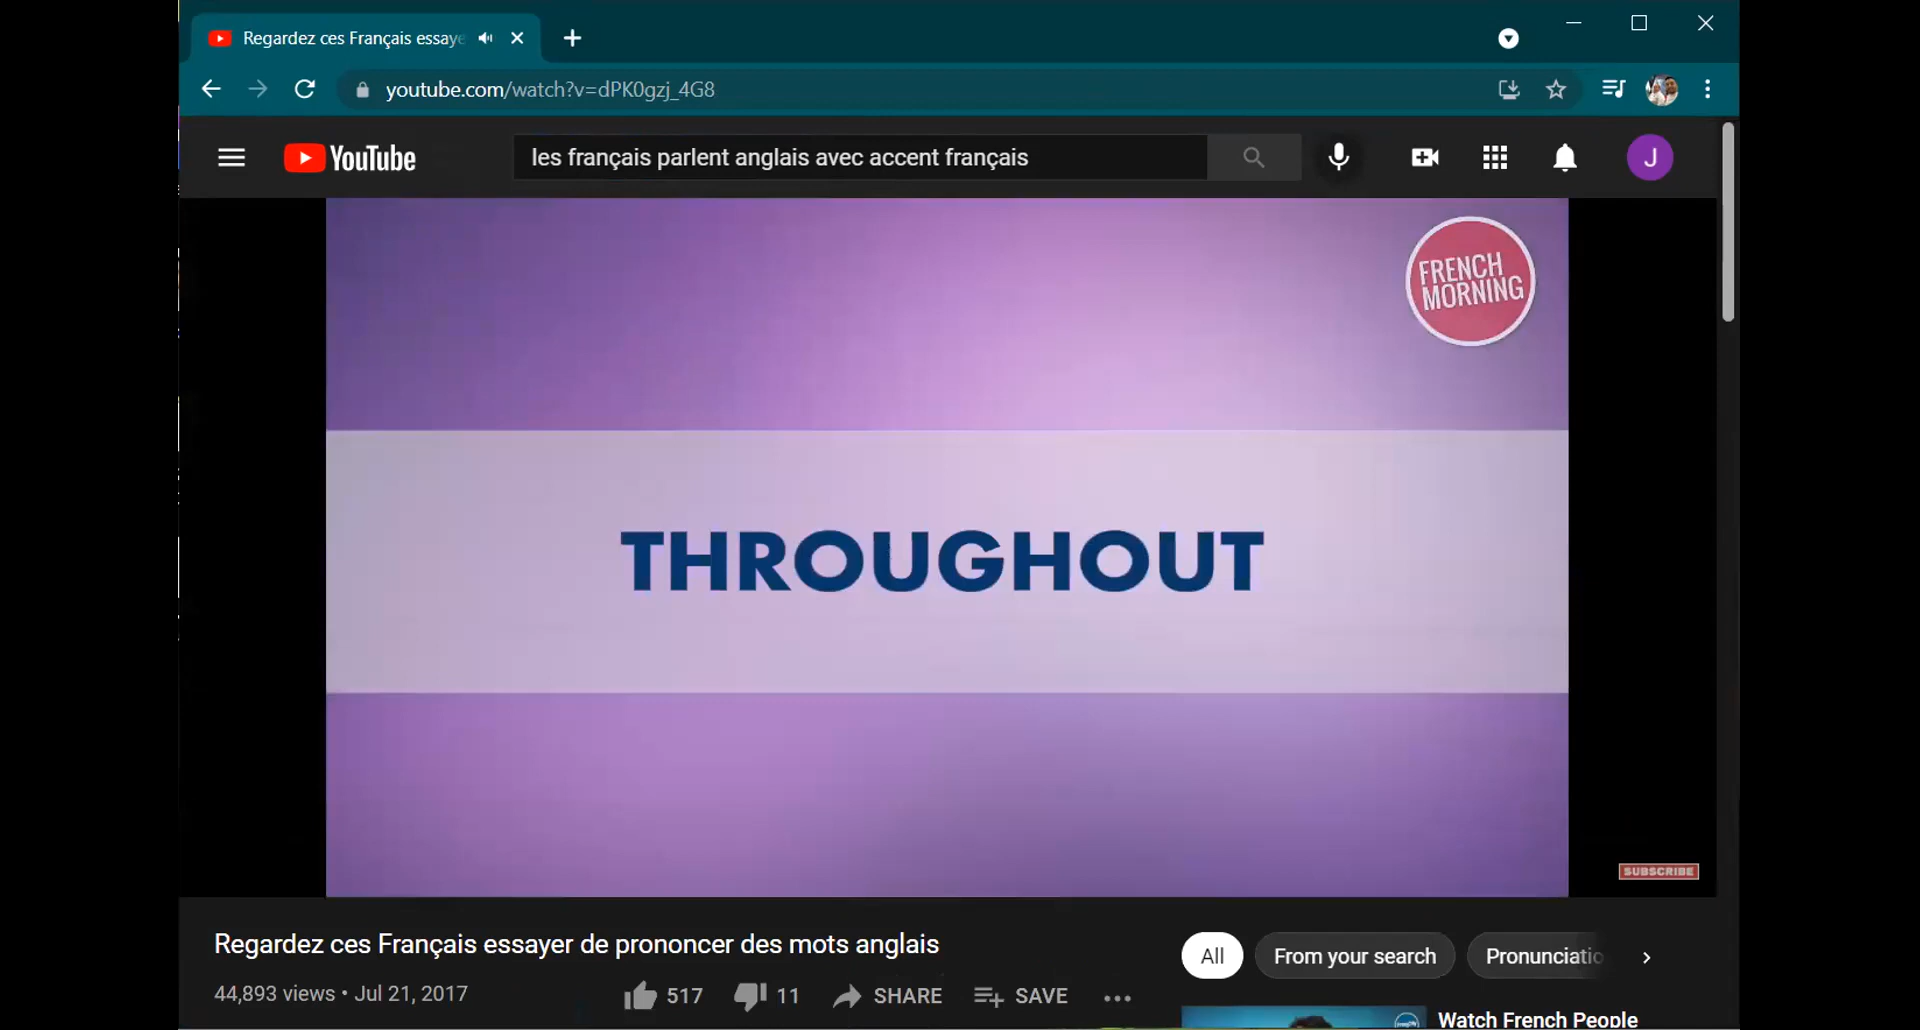 Regardez ces Français essaye
youtube.com/watch?v=dPK0gzj_4G8
YouTube
les français parlent anglais avec accent français
J
FRENCH
MORNING
THROUGHOUT
SUBSCRIBE
Regardez ces Français essayer de prononcer des mots anglais
44,893 views • Jul 21, 2017
517
11
SHARE
SAVE
All
From your search
Pronunciatio
Watch French People